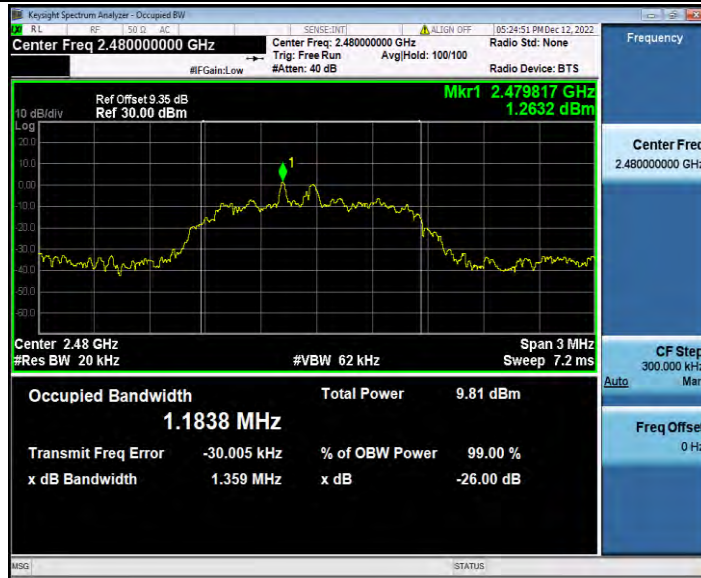 Keysight Spectrum Analyzer - Occupied BW
RL RF 50 Ω AC SENSE:INT ALIGN OFF 05:24:51 PM Dec 12, 2022
Center Freq 2.480000000 GHz
Center Freq: 2.480000000 GHz Radio Std: None
Trig: Free Run Avg|Hold: 100/100
#IFGain:Low #Atten: 40 dB Radio Device: BTS
Frequency
Ref Offset 9.35 dB Mkr1 2.479817 GHz
10 dB/div Ref 30.00 dBm 1.2632 dBm
Log
20.0
10.0
1
0.00
-10.0
-20.0
-30.0
-40.0
-50.0
-60.0
Center Freq
2.480000000 GHz
Center 2.48 GHz Span 3 MHz
#Res BW 20 kHz #VBW 62 kHz Sweep 7.2 ms
CF Step
300.000 kHz
Auto Man
Occupied Bandwidth Total Power 9.81 dBm
1.1838 MHz
Transmit Freq Error -30.005 kHz % of OBW Power 99.00 %
x dB Bandwidth 1.359 MHz x dB -26.00 dB
Freq Offset
0 Hz
MSG STATUS